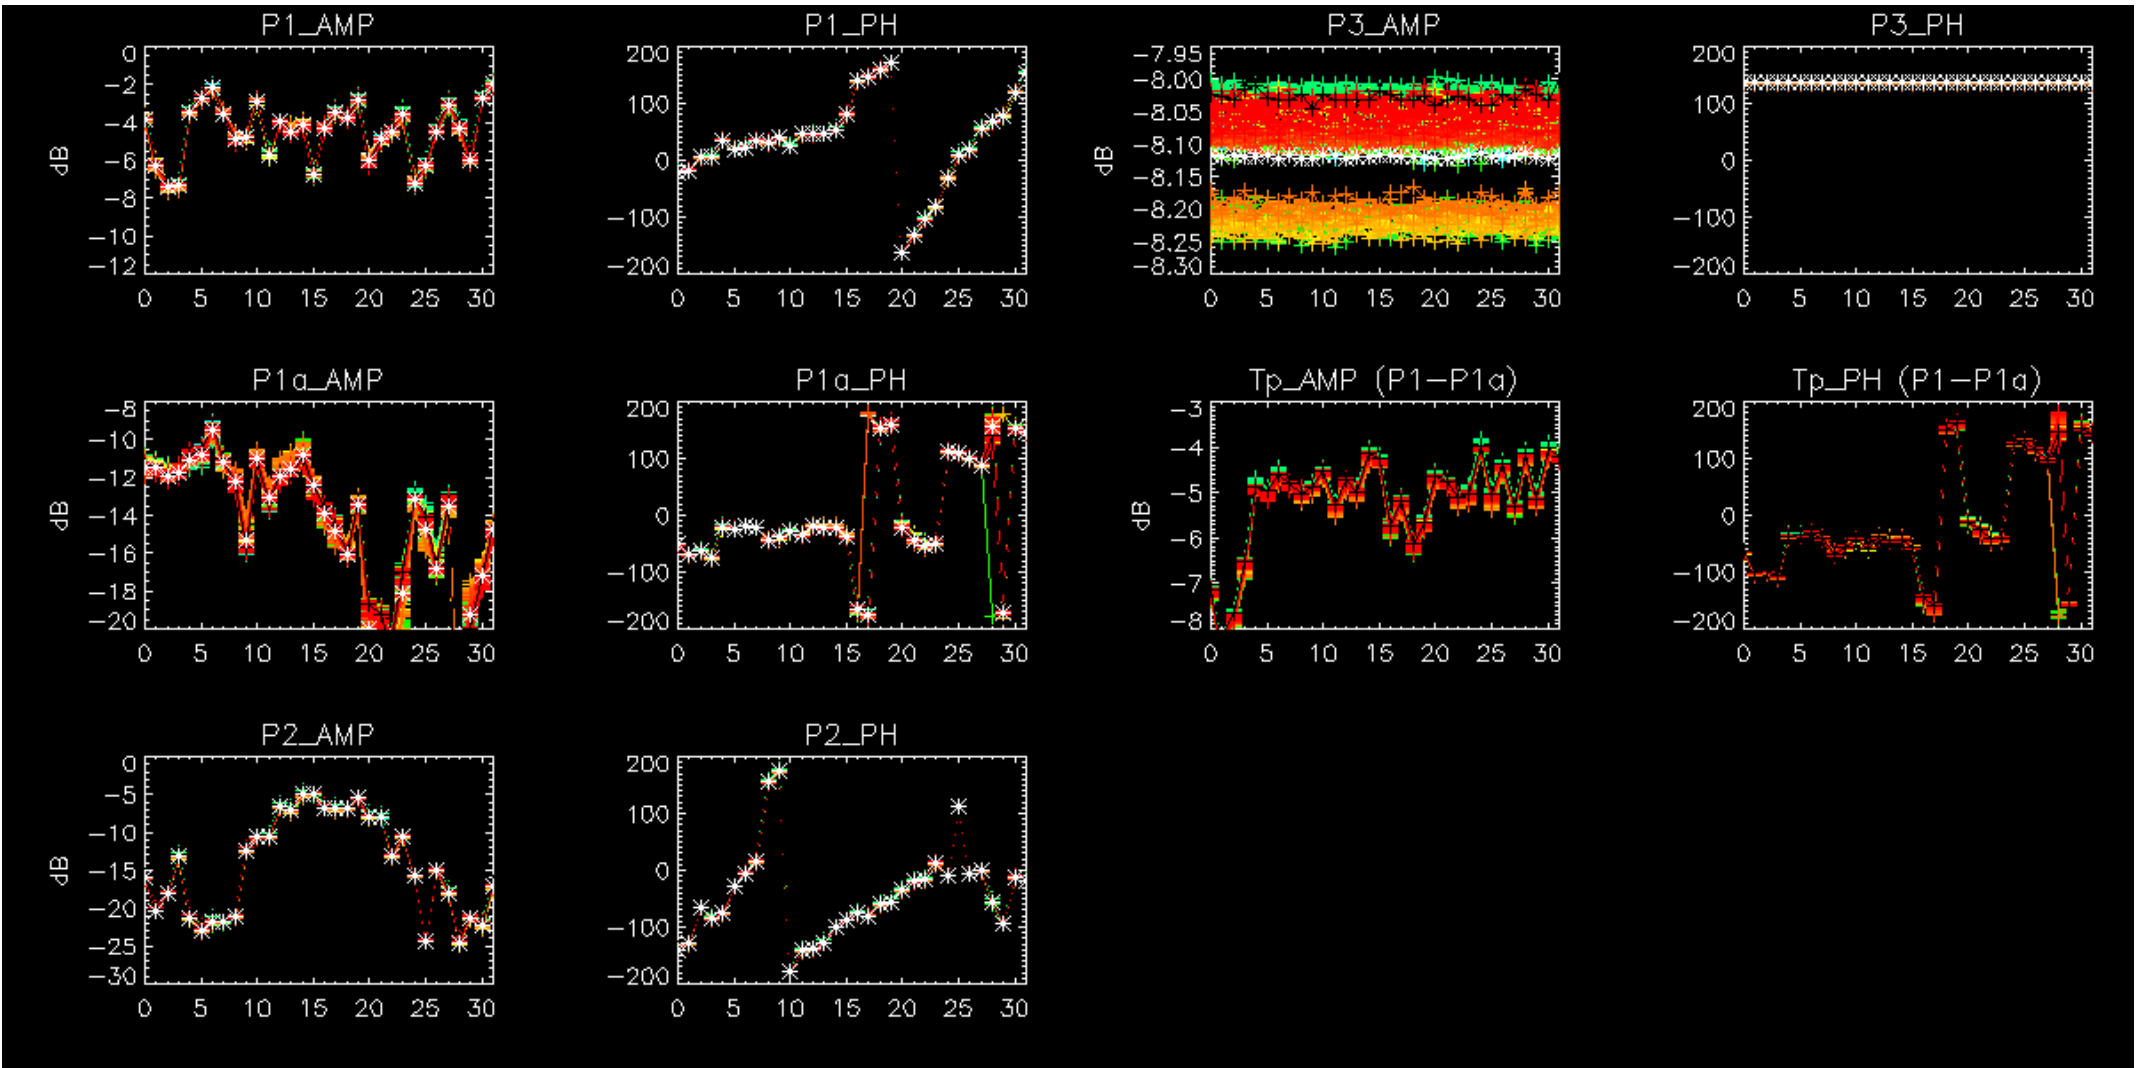 P1_AMP
P1_PH
P3_AMP
P3_PH
0
-2
-4
-6
-8
-10
-12
dB
0 5 10 15 20 25 30
200
100
0
-100
-200
0 5 10 15 20 25 30
-7.95
-8.00
-8.05
-8.10
-8.15
-8.20
-8.25
-8.30
dB
0 5 10 15 20 25 30
200
100
0
-100
-200
0 5 10 15 20 25 30
P1a_AMP
P1a_PH
Tp_AMP (P1-P1a)
Tp_PH (P1-P1a)
-8
-10
-12
-14
-16
-18
-20
dB
0 5 10 15 20 25 30
200
100
0
-100
-200
0 5 10 15 20 25 30
-3
-4
-5
-6
-7
-8
dB
0 5 10 15 20 25 30
200
100
0
-100
-200
0 5 10 15 20 25 30
P2_AMP
P2_PH
0
-5
-10
-15
-20
-25
-30
dB
0 5 10 15 20 25 30
200
100
0
-100
-200
0 5 10 15 20 25 30